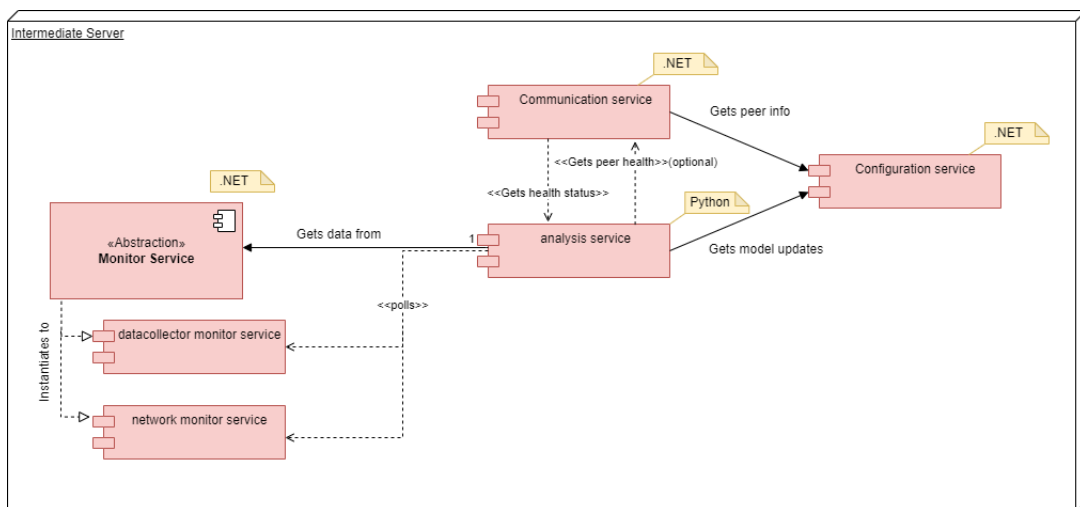 Intermediate Server
.NET
Communication service
Gets peer info
.NET
Configuration service
<<Gets peer health>>(optional)
<<Gets health status>>
.NET
Python
«Abstraction»
Monitor Service
Gets data from
1
analysis service
Gets model updates
<<polls>>
Instantiates to
datacollector monitor service
network monitor service